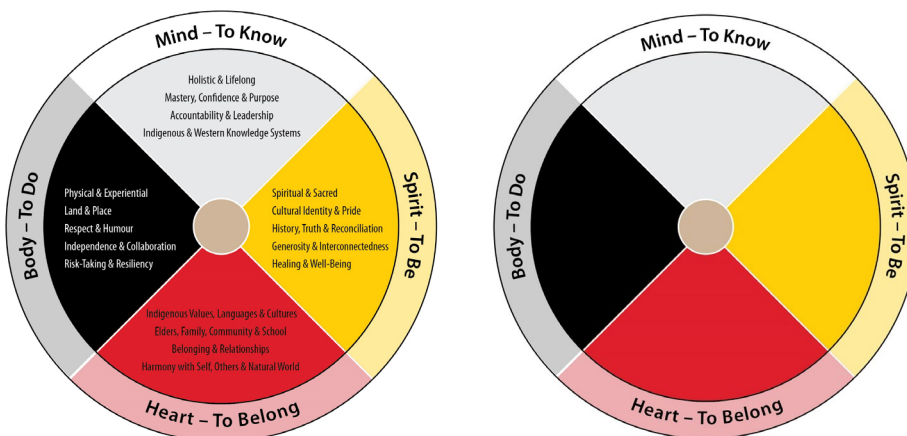 Mind – To Know
Holistic & Lifelong
Mastery, Confidence & Purpose
Accountability & Leadership
Indigenous & Western Knowledge Systems
Body – To Do
Physical & Experiential
Land & Place
Respect & Humour
Independence & Collaboration
Risk-Taking & Resiliency
Spiritual & Sacred
Cultural Identity & Pride
History, Truth & Reconciliation
Generosity & Interconnectedness
Healing & Well-Being
Spirit – To Be
Indigenous Values, Languages & Cultures
Elders, Family, Community & School
Belonging & Relationships
Harmony with Self, Others & Natural World
Heart – To Belong
Mind – To Know
Body – To Do
Spirit – To Be
Heart – To Belong